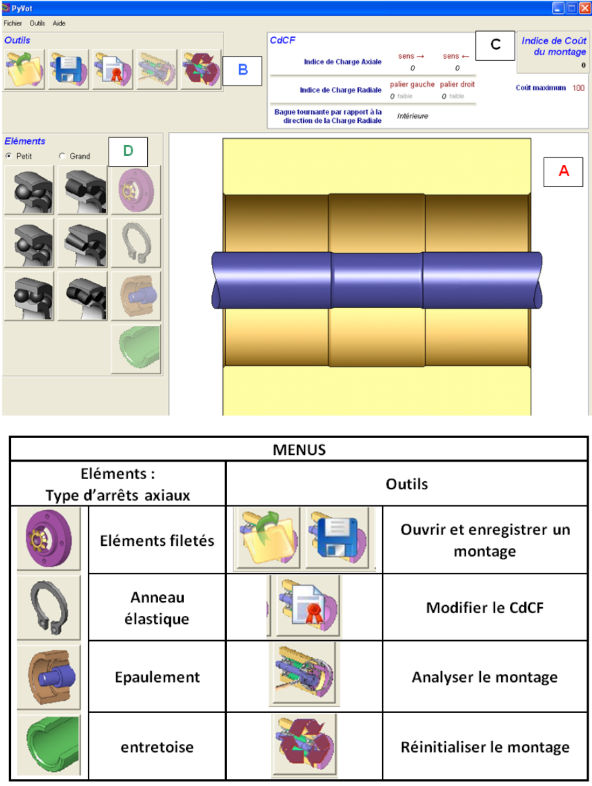 PyVot
Fichier Outils Aide
Outils
B
CdCF
C
Indice de Charge Axiale
sens → sens ←
0 0
Indice de Charge Radiale
palier gauche palier droit
0 faible 0 faible
Bague tournante par rapport à la
direction de la Charge Radiale
Intérieure
Indice de Coût
du montage
0
Coût maximum 100
Eléments
D
Petit Grand
A
MENUS
Eléments :
Type d'arrêts axiaux
Outils
Eléments filetés
Ouvrir et enregistrer un
montage
Anneau
élastique
Modifier le CdCF
Epaulement
Analyser le montage
entretoise
Réinitialiser le montage